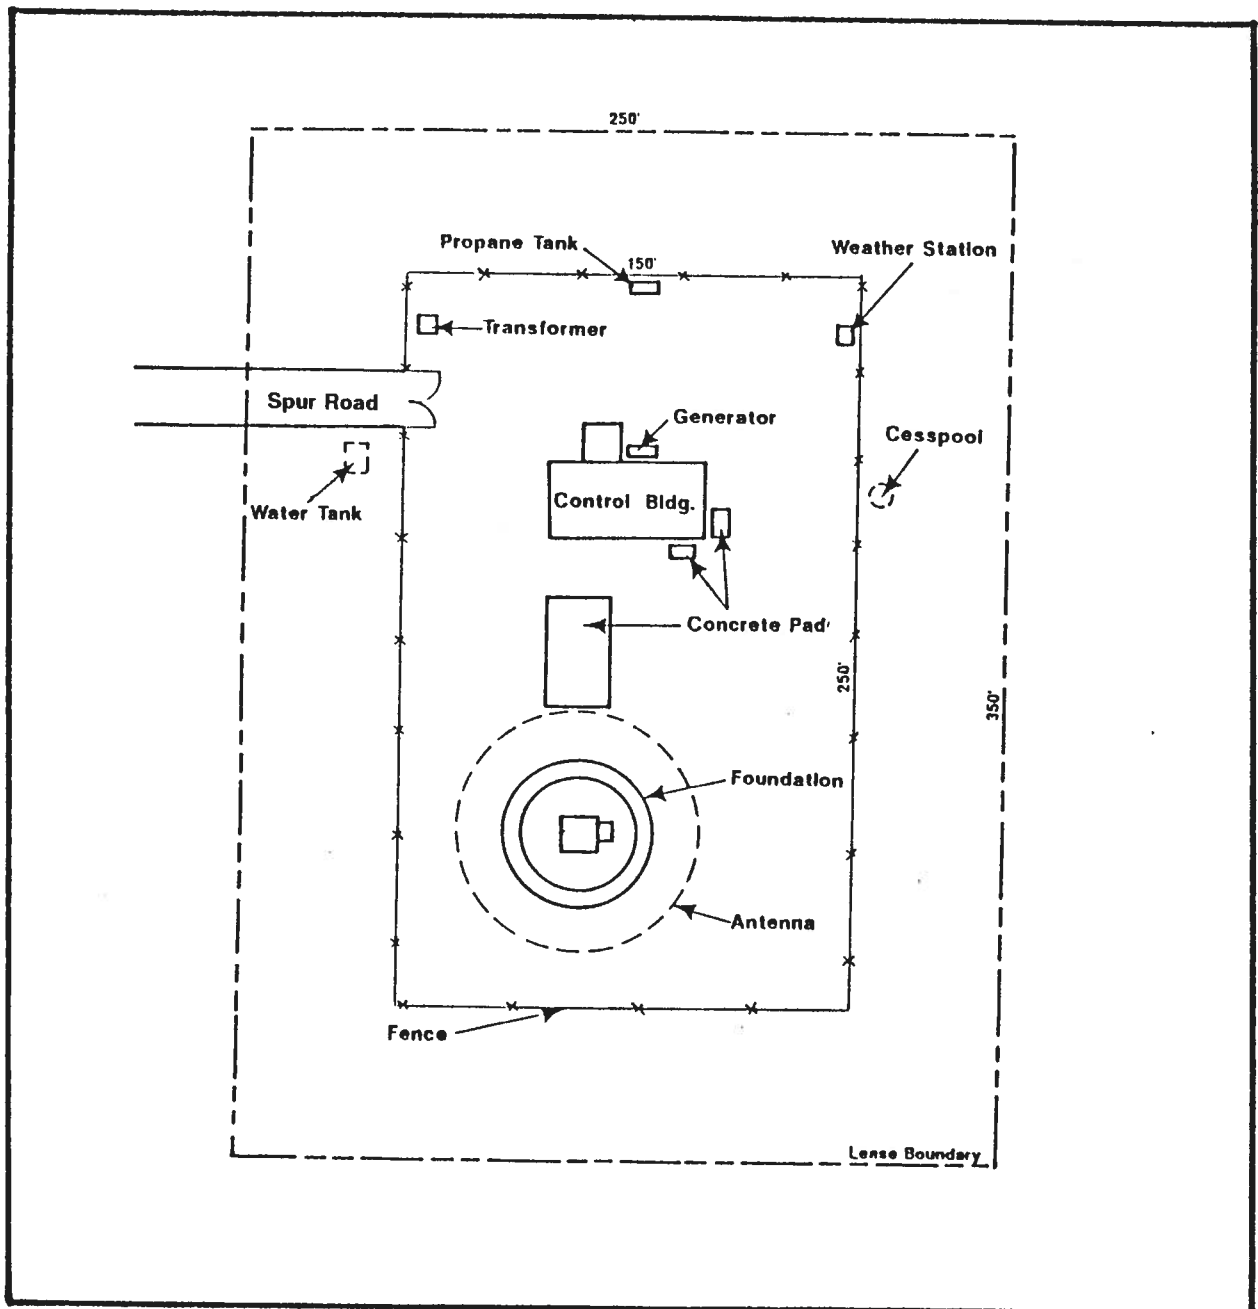 250'
Propane Tank
150'
Weather Station
Transformer
Spur Road
Generator
Cesspool
Control Bldg.
Water Tank
Concrete Pad
250'
350'
Foundation
Antenna
Fence
Lease Boundary